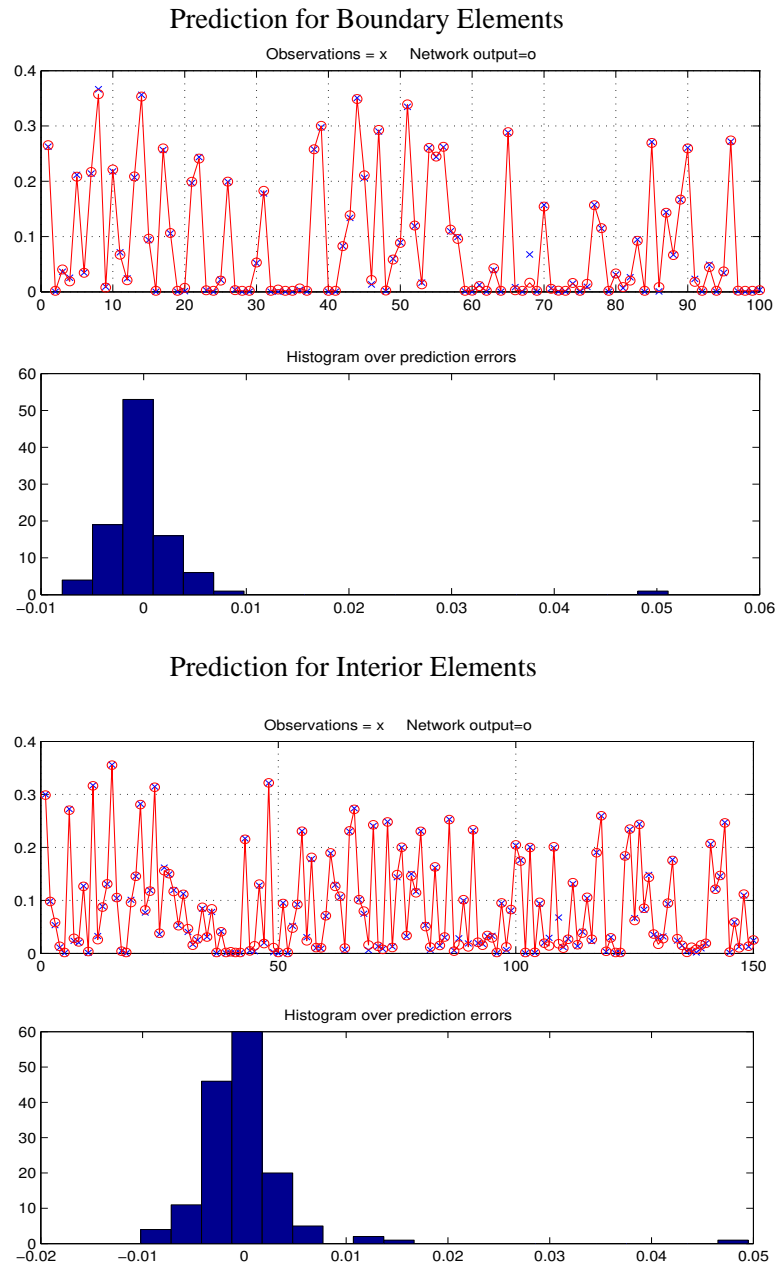 Prediction for Boundary Elements
Observations = x Network output=o
0.4
0.3
0.2
0.1
0
0 10 20 30 40 50 60 70 80 90 100
Histogram over prediction errors
60
50
40
30
20
10
0
−0.01 0 0.01 0.02 0.03 0.04 0.05 0.06
Prediction for Interior Elements
Observations = x Network output=o
0.4
0.3
0.2
0.1
0
0 50 100 150
Histogram over prediction errors
60
50
40
30
20
10
0
−0.02 −0.01 0 0.01 0.02 0.03 0.04 0.05